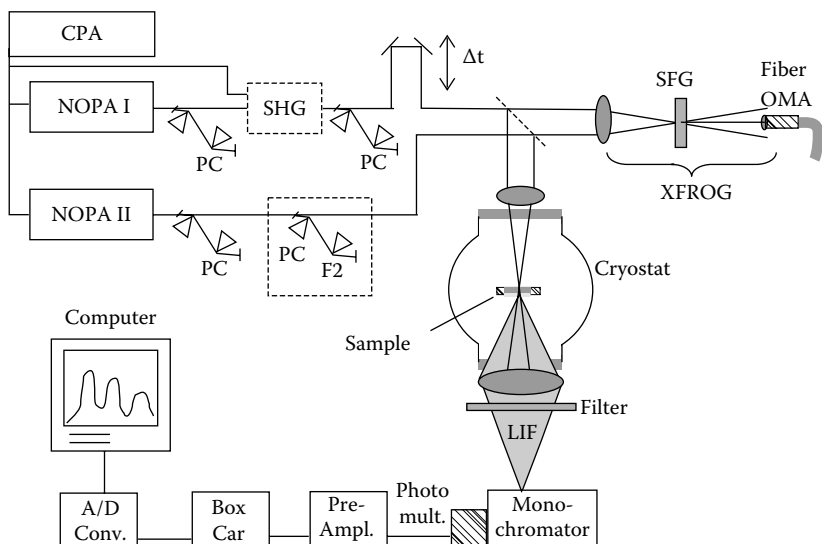 CPA
NOPA I
SHG
PC
PC
Δt
SFG
Fiber
OMA
XFROG
NOPA II
PC
PC
F2
Cryostat
Sample
Computer
Filter
LIF
A/D
Conv.
Box
Car
Pre-
Ampl.
Photo
mult.
Mono-
chromator